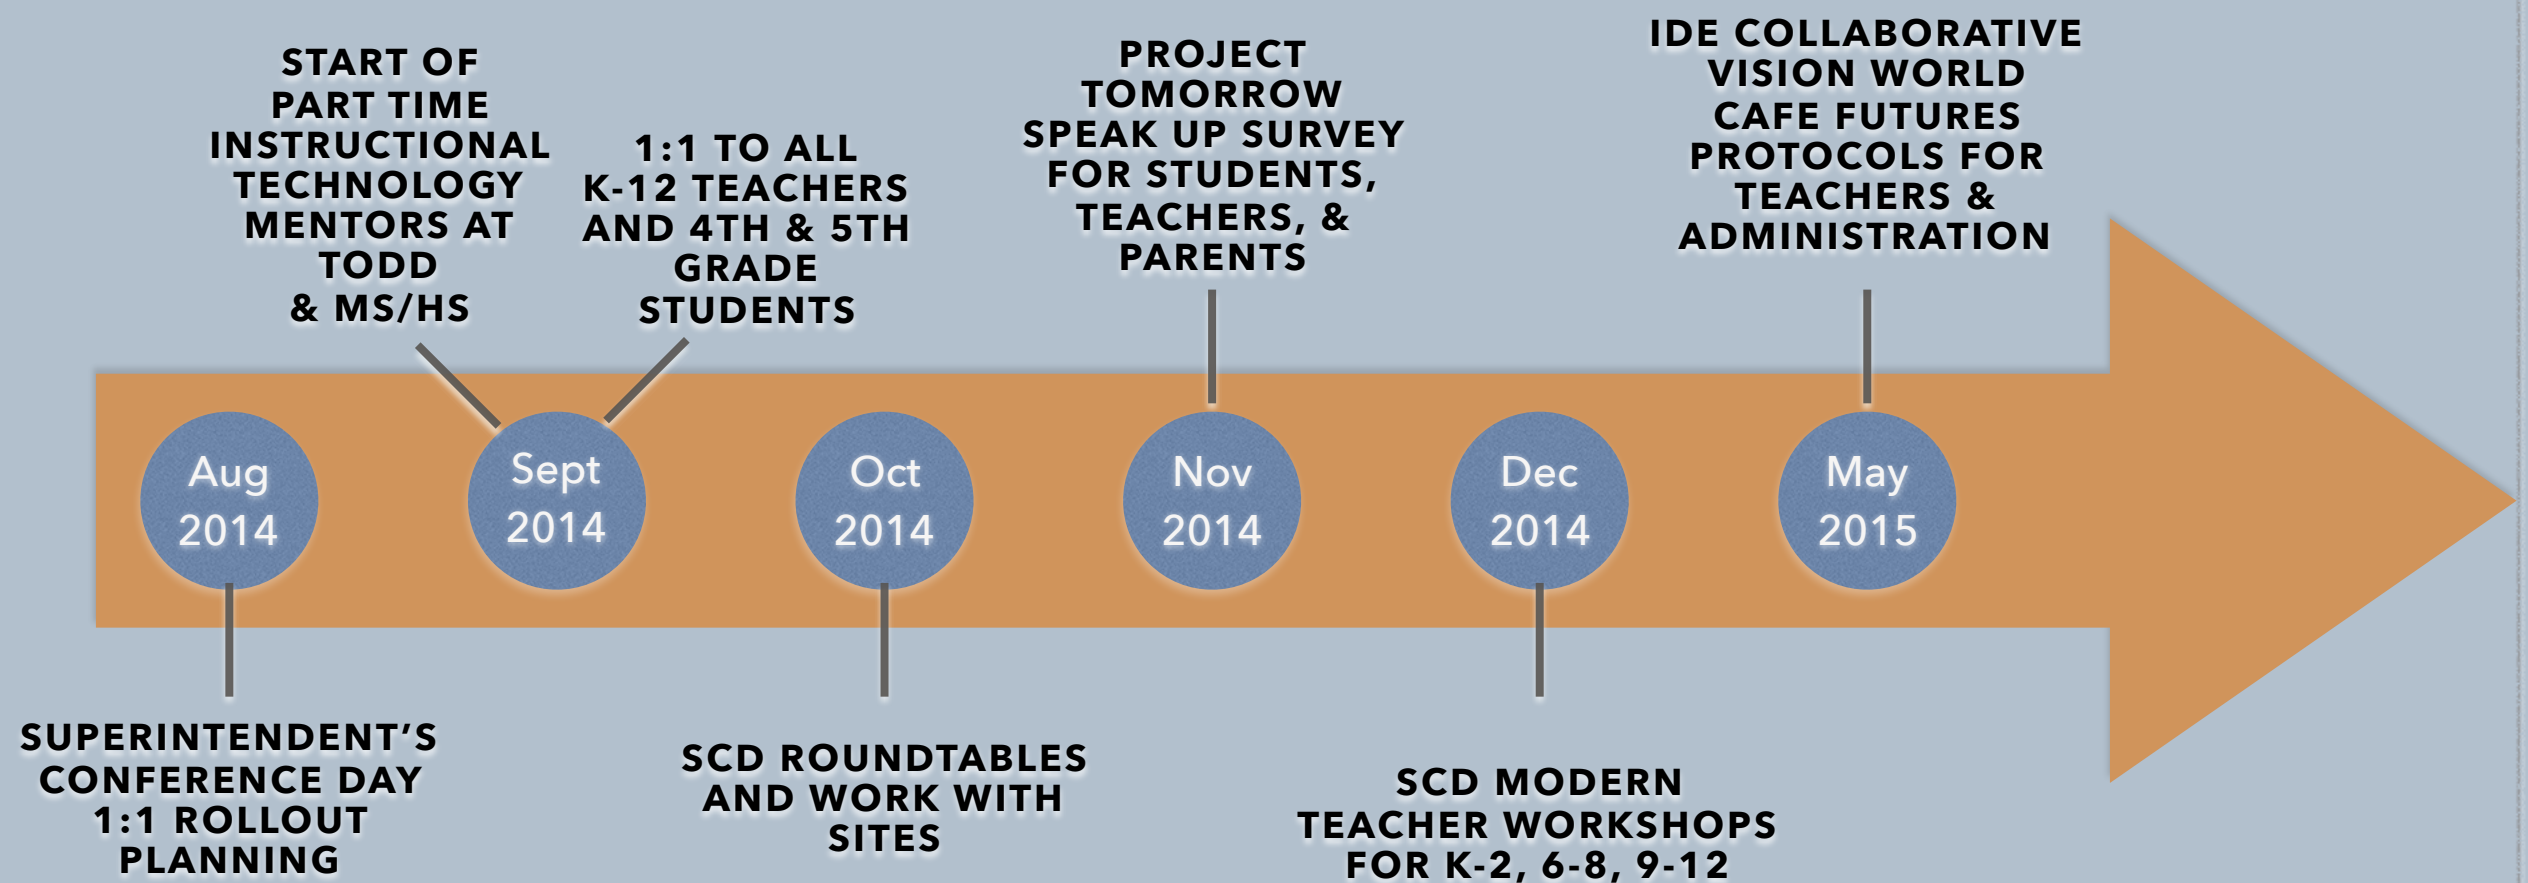 START OF
PART TIME
INSTRUCTIONAL
TECHNOLOGY
MENTORS AT
TODD
& MS/HS
1:1 TO ALL
K-12 TEACHERS
AND 4TH & 5TH
GRADE
STUDENTS
PROJECT
TOMORROW
SPEAK UP SURVEY
FOR STUDENTS,
TEACHERS, &
PARENTS
IDE COLLABORATIVE
VISION WORLD
CAFE FUTURES
PROTOCOLS FOR
TEACHERS &
ADMINISTRATION
Aug
2014
Sept
2014
Oct
2014
Nov
2014
Dec
2014
May
2015
SUPERINTENDENT’S
CONFERENCE DAY
1:1 ROLLOUT
PLANNING
SCD ROUNDTABLES
AND WORK WITH
SITES
SCD MODERN
TEACHER WORKSHOPS
FOR K-2, 6-8, 9-12